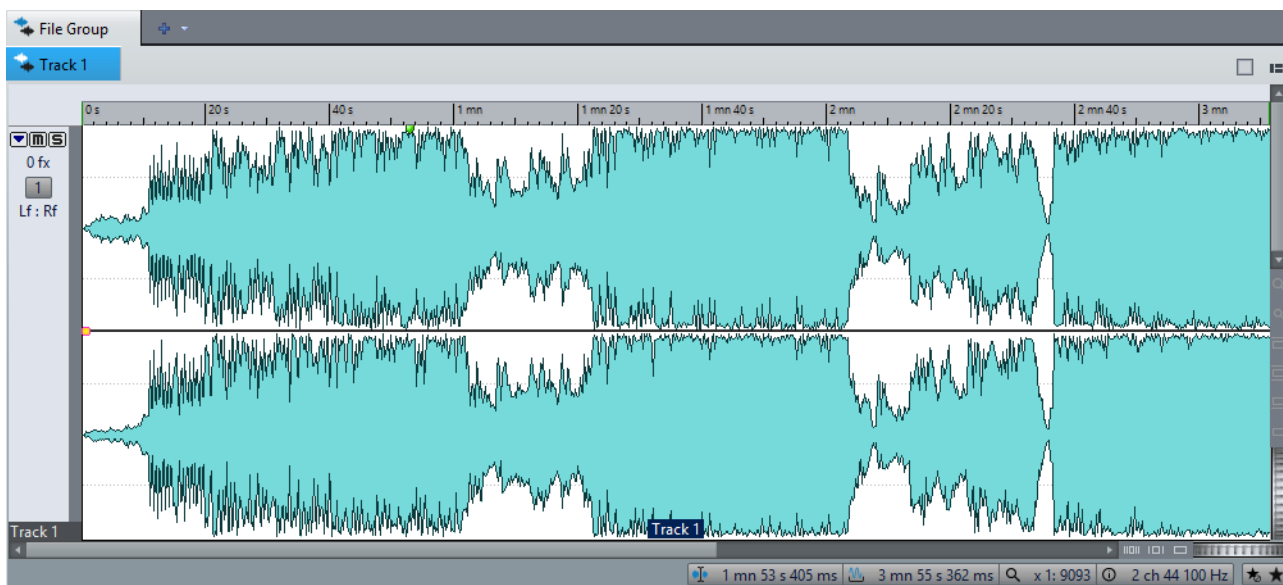 File Group
Track 1
0 s 20 s 40 s 1 mn 1 mn 20 s 1 mn 40 s 2 mn 2 mn 20 s 2 mn 40 s 3 mn
m S
0 fx
1
Lf : Rf
Track 1 Track 1
1 mn 53 s 405 ms 3 mn 55 s 362 ms x 1: 9093 2 ch 44 100 Hz